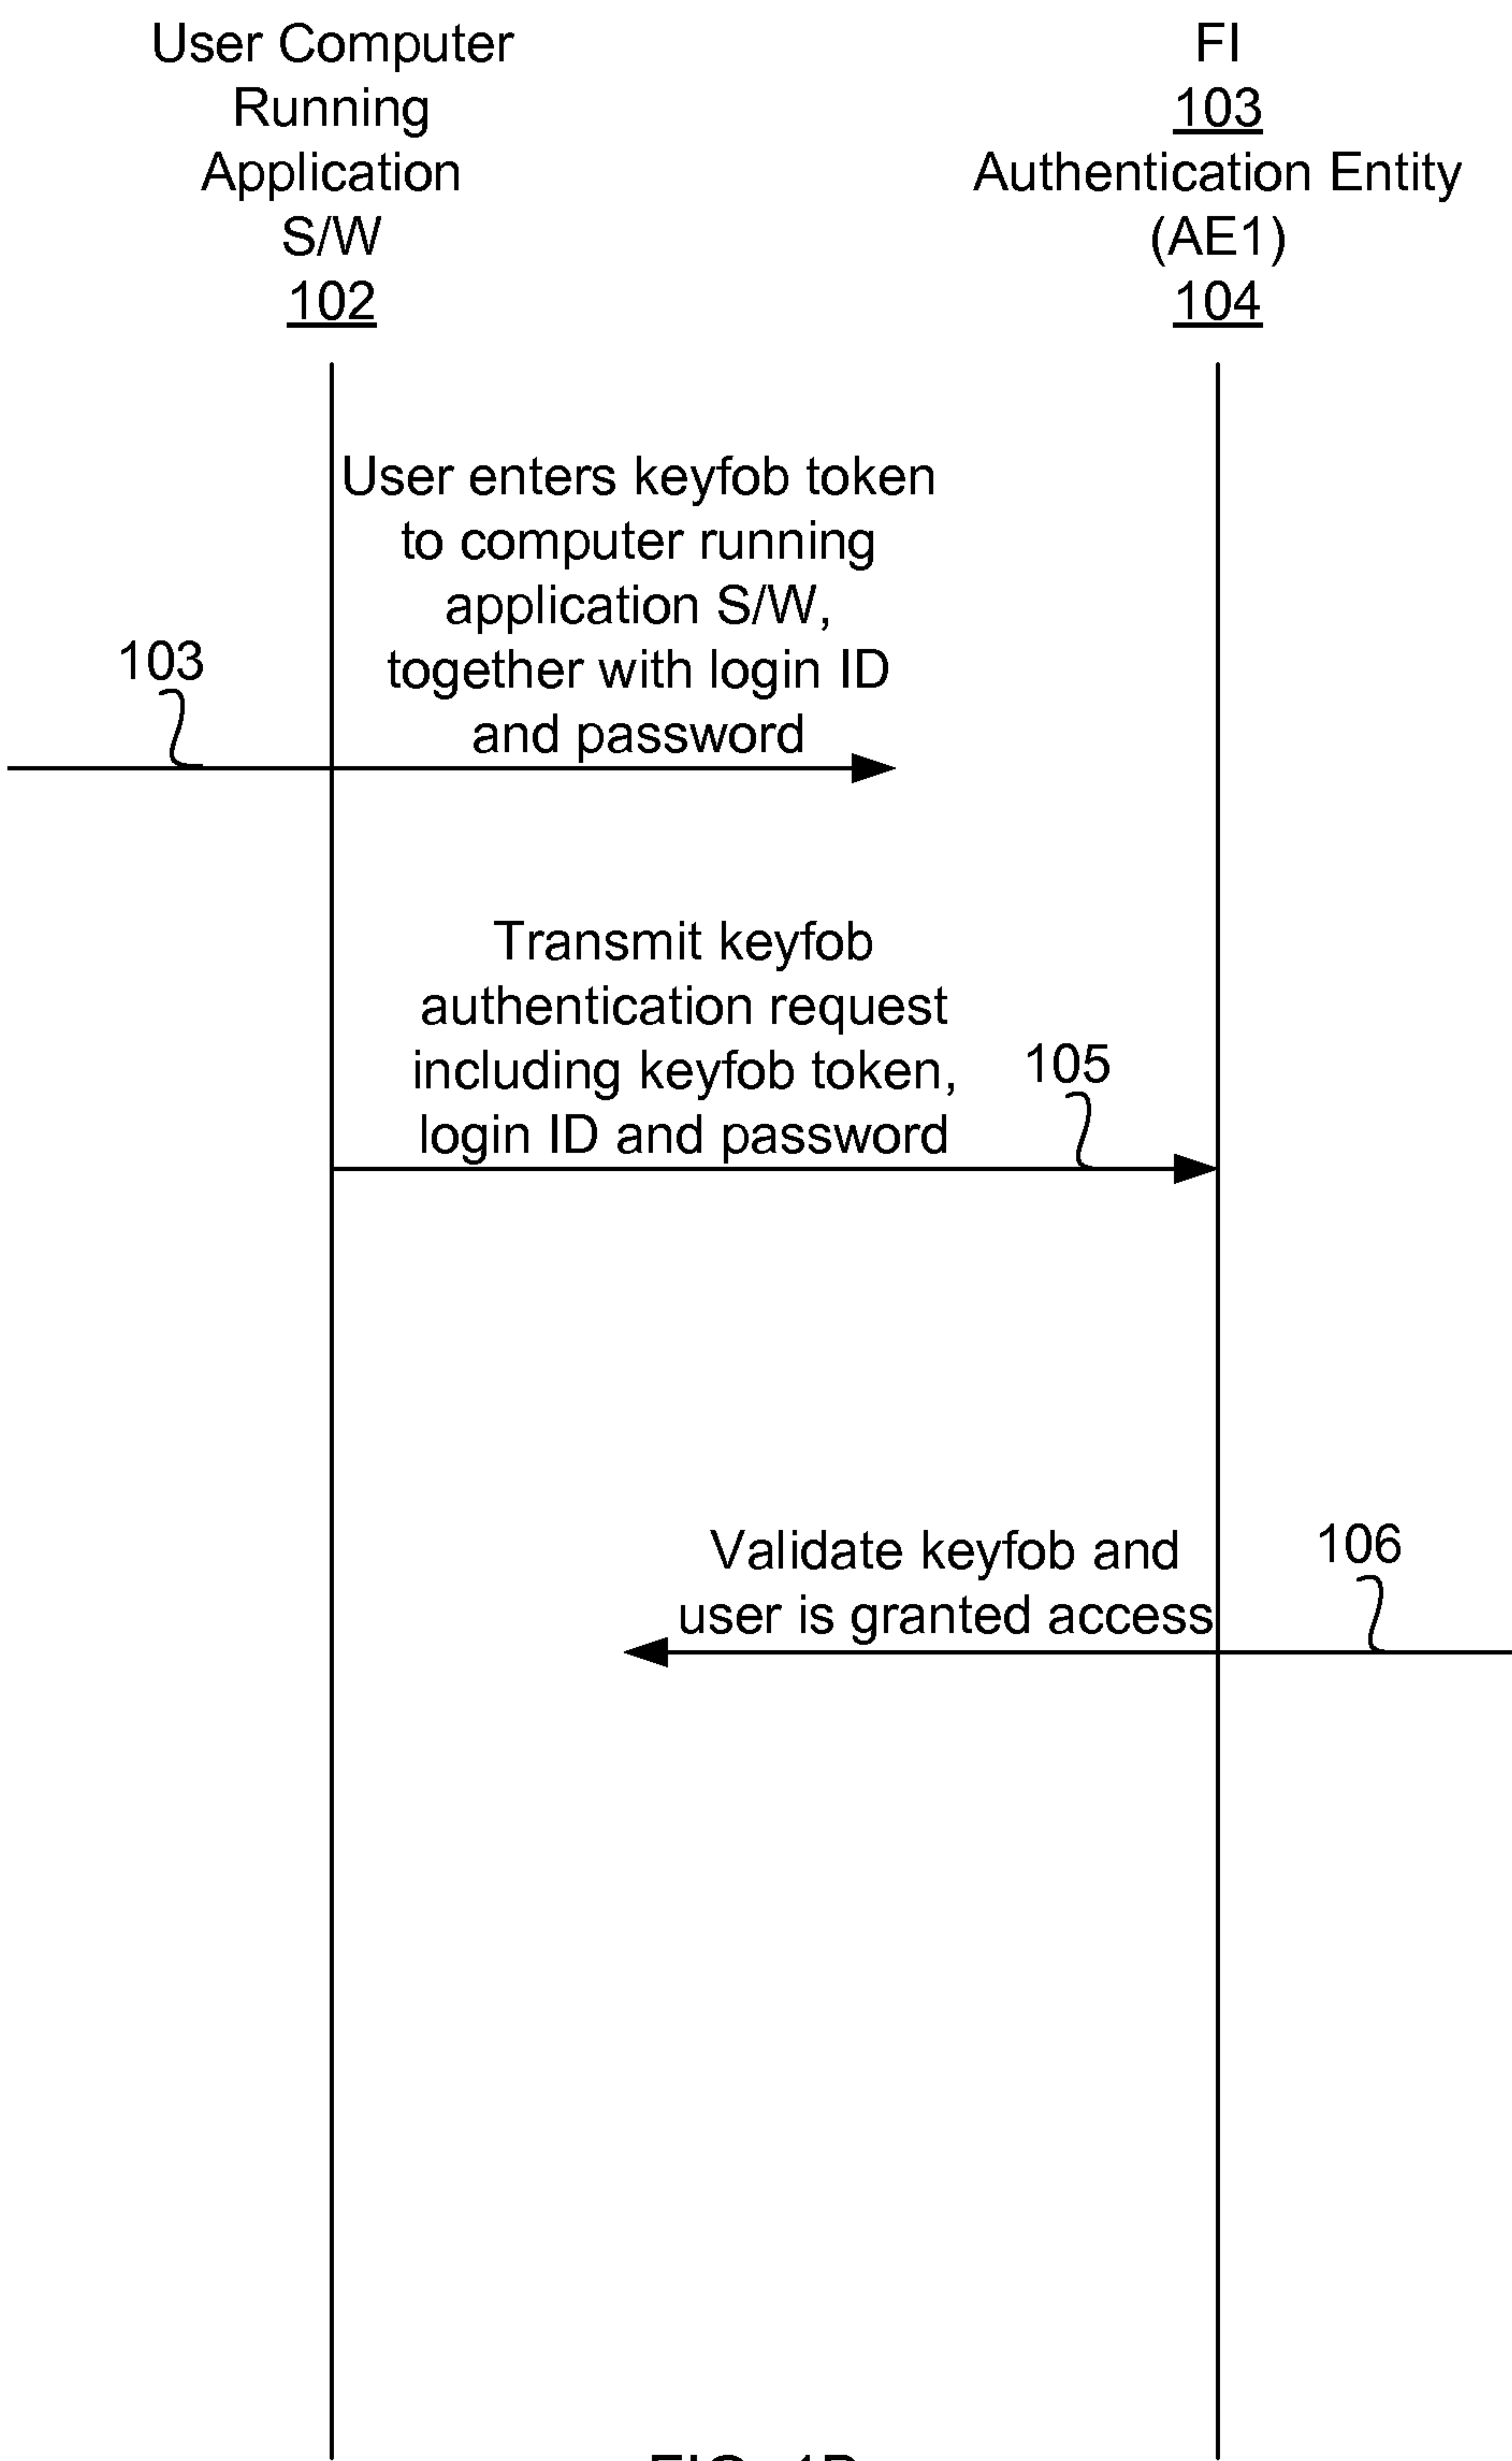 User Computer
Running
Application
S/W
102
FI
103
Authentication Entity
(AE1)
104
User enters keyfob token
to computer running
application S/W,
together with login ID
and password
103
Transmit keyfob
authentication request
including keyfob token,
login ID and password
105
Validate keyfob and
user is granted access
106